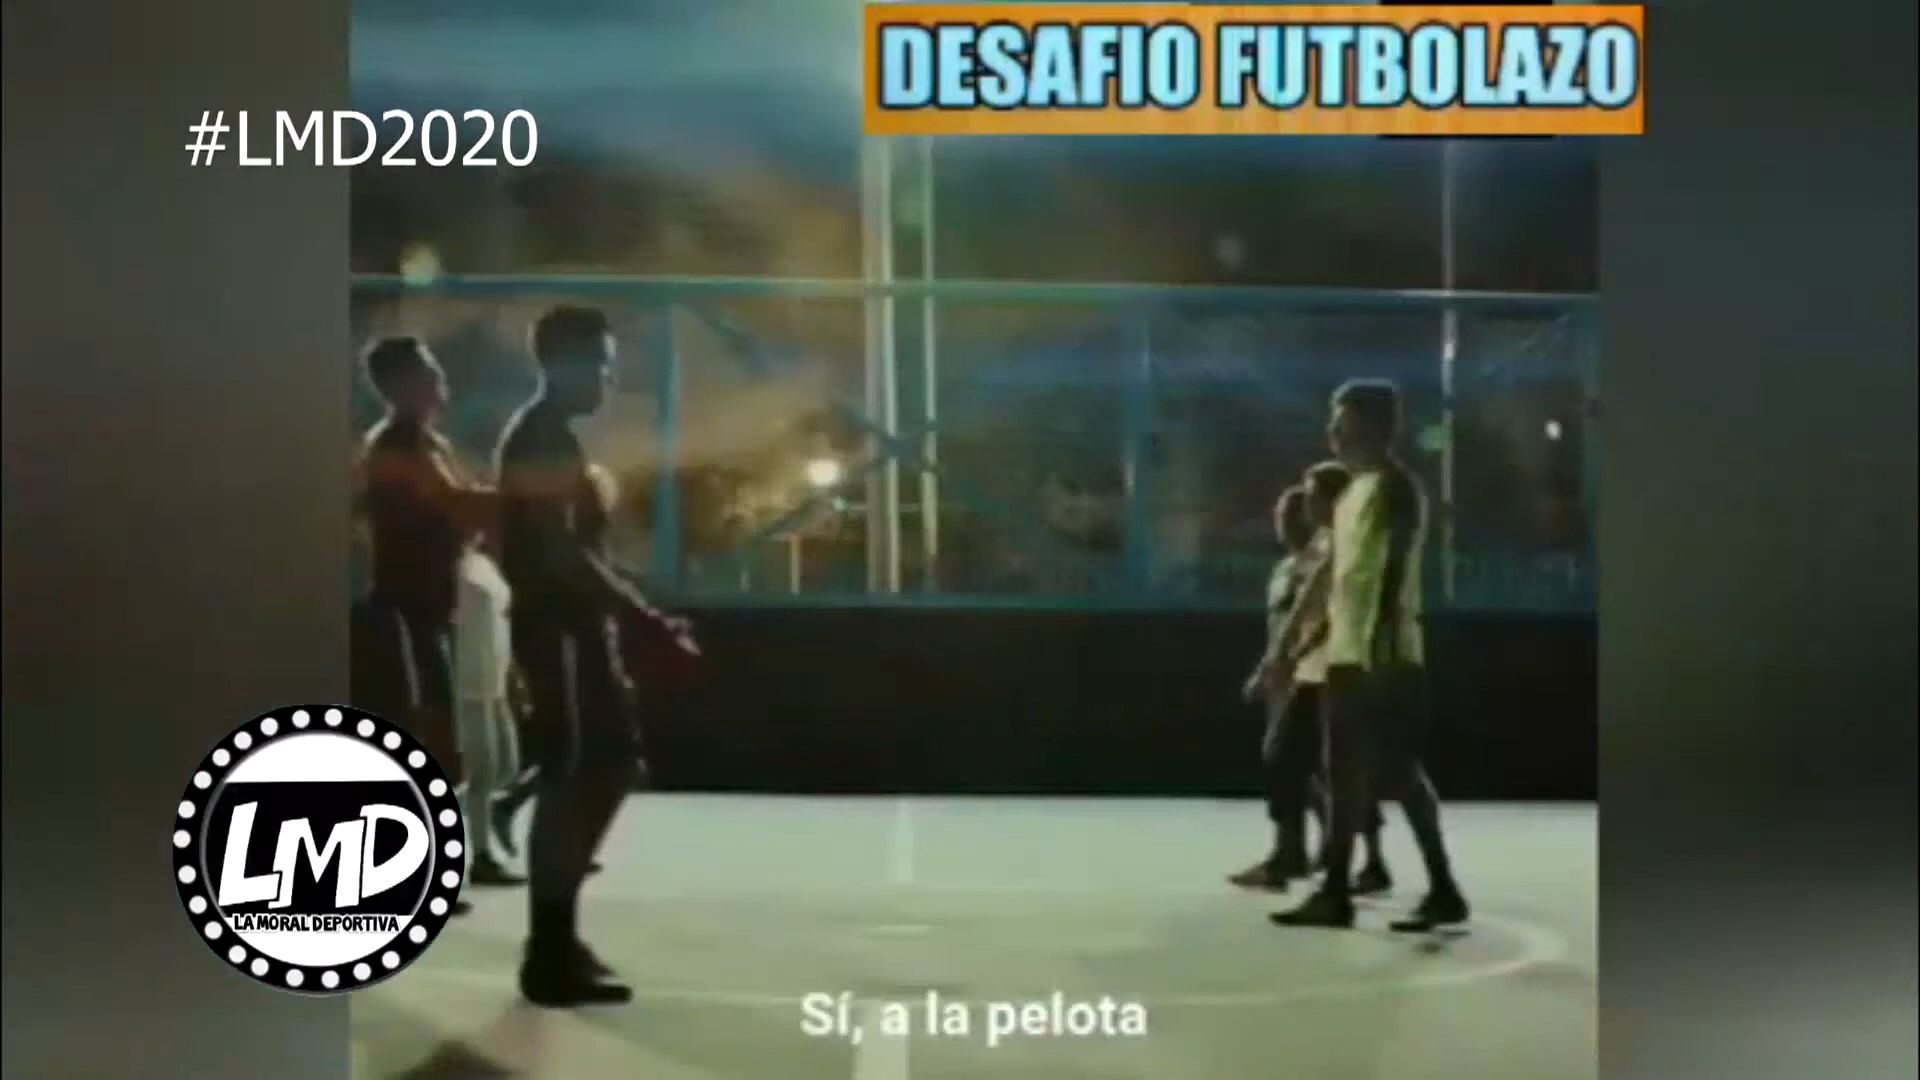 DESAFIO FUTBOLAZO
#LMD2020
LMD
LA MORAL DEPORTIVA
Sí, a la pelota